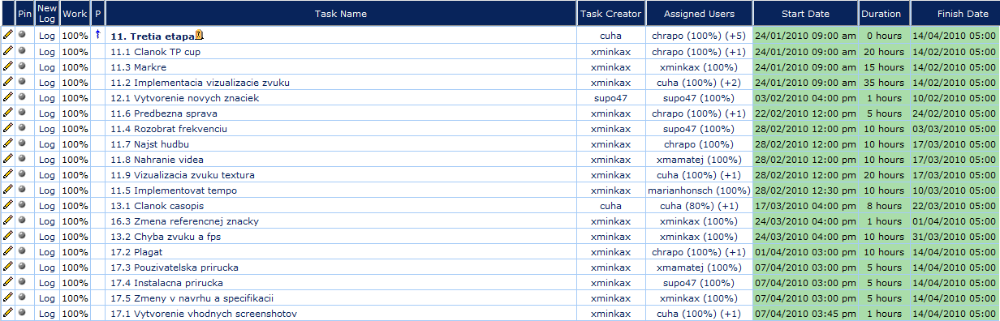 Pin New Log Work P Task Name Task Creator Assigned Users Start Date Duration Finish Date
Log 100% 11. Tretia etapa cuha chrapo (100%) (+5) 24/01/2010 09:00 am 0 hours 14/04/2010 05:00
Log 100% 11.1 Clanok TP cup xminkax chrapo (100%) (+1) 24/01/2010 09:00 am 20 hours 14/02/2010 05:00
Log 100% 11.3 Markre xminkax xminkax (100%) 24/01/2010 09:00 am 15 hours 14/02/2010 05:00
Log 100% 11.2 Implementacia vizualizacie zvuku xminkax cuha (100%) (+2) 24/01/2010 09:00 am 35 hours 14/02/2010 05:00
Log 100% 12.1 Vytvorenie novych znaciek supo47 supo47 (100%) 03/02/2010 04:00 pm 1 hours 10/02/2010 05:00
Log 100% 11.6 Predbezna sprava xminkax chrapo (100%) (+1) 22/02/2010 12:00 pm 5 hours 24/02/2010 05:00
Log 100% 11.4 Rozobrat frekvenciu xminkax supo47 (100%) 28/02/2010 12:00 pm 10 hours 03/03/2010 05:00
Log 100% 11.7 Najst hudbu xminkax chrapo (100%) 28/02/2010 12:00 pm 10 hours 17/03/2010 05:00
Log 100% 11.8 Nahranie videa xminkax xmamatej (100%) 28/02/2010 12:00 pm 10 hours 17/03/2010 05:00
Log 100% 11.9 Vizualizacia zvuku textura xminkax cuha (100%) (+1) 28/02/2010 12:00 pm 20 hours 17/03/2010 05:00
Log 100% 11.5 Implementovat tempo xminkax marianhonsch (100%) 28/02/2010 12:30 pm 10 hours 10/03/2010 05:00
Log 100% 13.1 Clanok casopis cuha cuha (80%) (+1) 17/03/2010 04:00 pm 8 hours 22/03/2010 05:00
Log 100% 16.3 Zmena referencnej znacky xminkax xminkax (100%) 24/03/2010 04:00 pm 1 hours 01/04/2010 05:00
Log 100% 13.2 Chyba zvuku a fps xminkax xminkax (100%) 24/03/2010 04:00 pm 10 hours 31/03/2010 05:00
Log 100% 17.2 Plagat xminkax chrapo (100%) (+1) 01/04/2010 03:00 pm 10 hours 14/04/2010 05:00
Log 100% 17.3 Pouzivatelska prirucka xminkax xmamatej (100%) 07/04/2010 03:00 pm 5 hours 14/04/2010 05:00
Log 100% 17.4 Instalacna prirucka xminkax supo47 (100%) 07/04/2010 03:00 pm 5 hours 14/04/2010 05:00
Log 100% 17.5 Zmeny v navrhu a specifikacii xminkax xminkax (100%) 07/04/2010 03:00 pm 5 hours 14/04/2010 05:00
Log 100% 17.1 Vytvorenie vhodnych screenshotov xminkax cuha (100%) (+1) 07/04/2010 03:45 pm 1 hours 14/04/2010 05:00